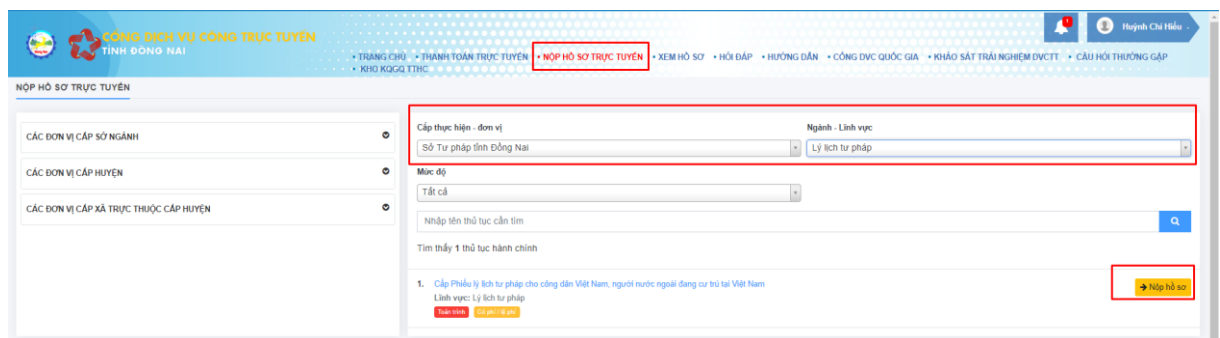 CỔNG DỊCH VỤ CÔNG TRỰC TUYẾN
TỈNH ĐỒNG NAI
1
Huỳnh Chí Hiếu
• TRANG CHỦ • THANH TOÁN TRỰC TUYẾN • NỘP HỒ SƠ TRỰC TUYẾN • XEM HỒ SƠ • HỎI ĐÁP • HƯỚNG DẪN • CỔNG DVC QUỐC GIA • KHẢO SÁT TRẢI NGHIỆM DVCTT • CÂU HỎI THƯỜNG GẶP
• KHO KQGQ TTHC
NỘP HỒ SƠ TRỰC TUYẾN
CÁC ĐƠN VỊ CẤP SỞ NGÀNH
CÁC ĐƠN VỊ CẤP HUYỆN
CÁC ĐƠN VỊ CẤP XÃ TRỰC THUỘC CẤP HUYỆN
Cấp thực hiện - đơn vị
Ngành - Lĩnh vực
Sở Tư pháp tỉnh Đồng Nai
Lý lịch tư pháp
Mức độ
Tất cả
Nhập tên thủ tục cần tìm
Tìm thấy 1 thủ tục hành chính
1. Cấp Phiếu lý lịch tư pháp cho công dân Việt Nam, người nước ngoài đang cư trú tại Việt Nam
Nộp hồ sơ
Lĩnh vực: Lý lịch tư pháp
Toàn trình Có phí / lệ phí